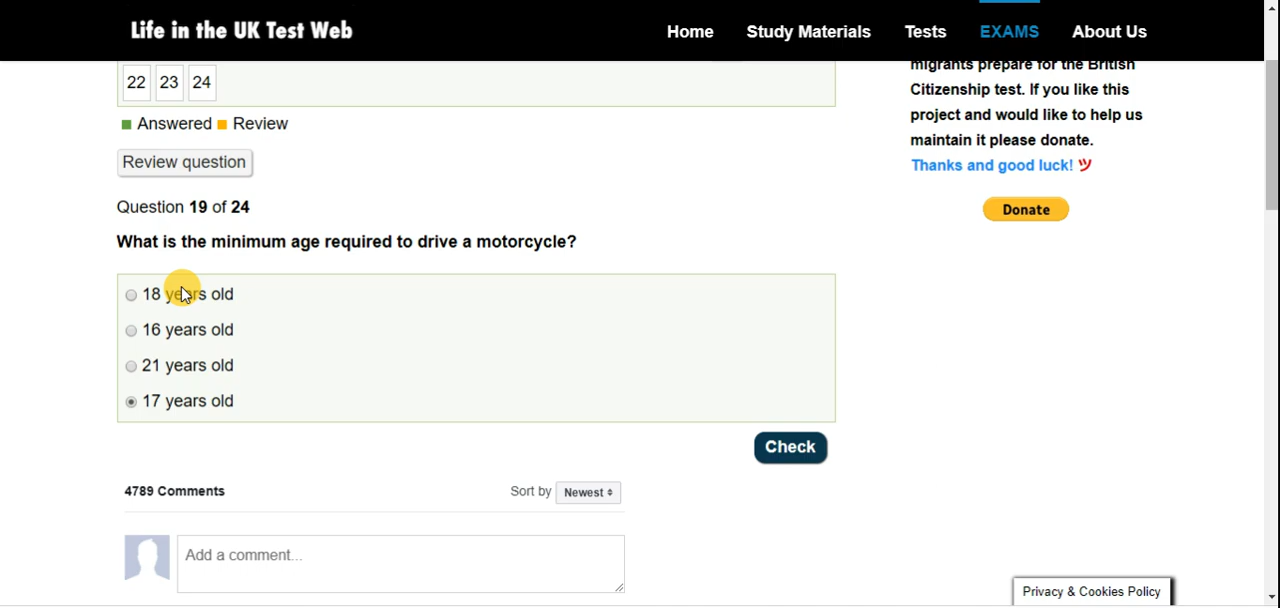 Life in the UK Test Web
Home Study Materials Tests EXAMS About Us
22 23 24
Answered Review
Review question
Question 19 of 24
What is the minimum age required to drive a motorcycle?
18 years old
16 years old
21 years old
17 years old
Check
4789 Comments
Sort by Newest
Add a comment...
migrants prepare for the British
Citizenship test. If you like this
project and would like to help us
maintain it please donate.
Thanks and good luck! ツ
Donate
Privacy & Cookies Policy